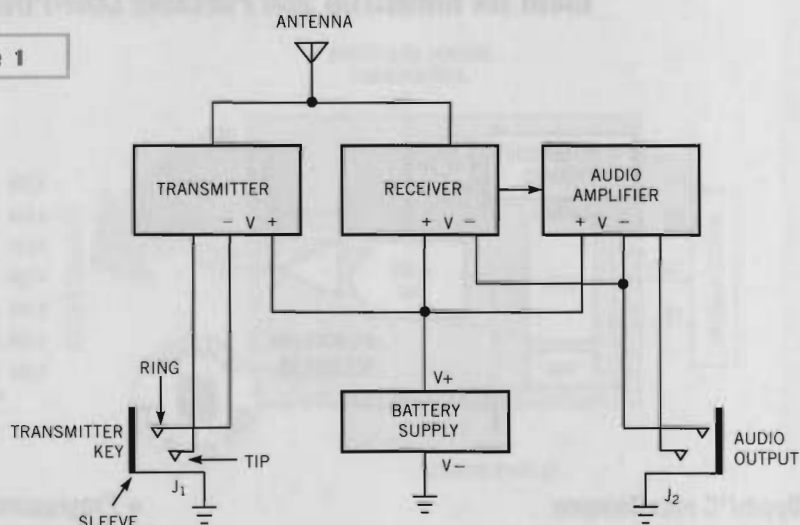 ANTENNA
e 1
TRANSMITTER
- V +
RECEIVER
+ V -
AUDIO
AMPLIFIER
+ V -
RING
TRANSMITTER
KEY
TIP
J1
SLEEVE
V+
BATTERY
SUPPLY
V-
AUDIO
OUTPUT
J2